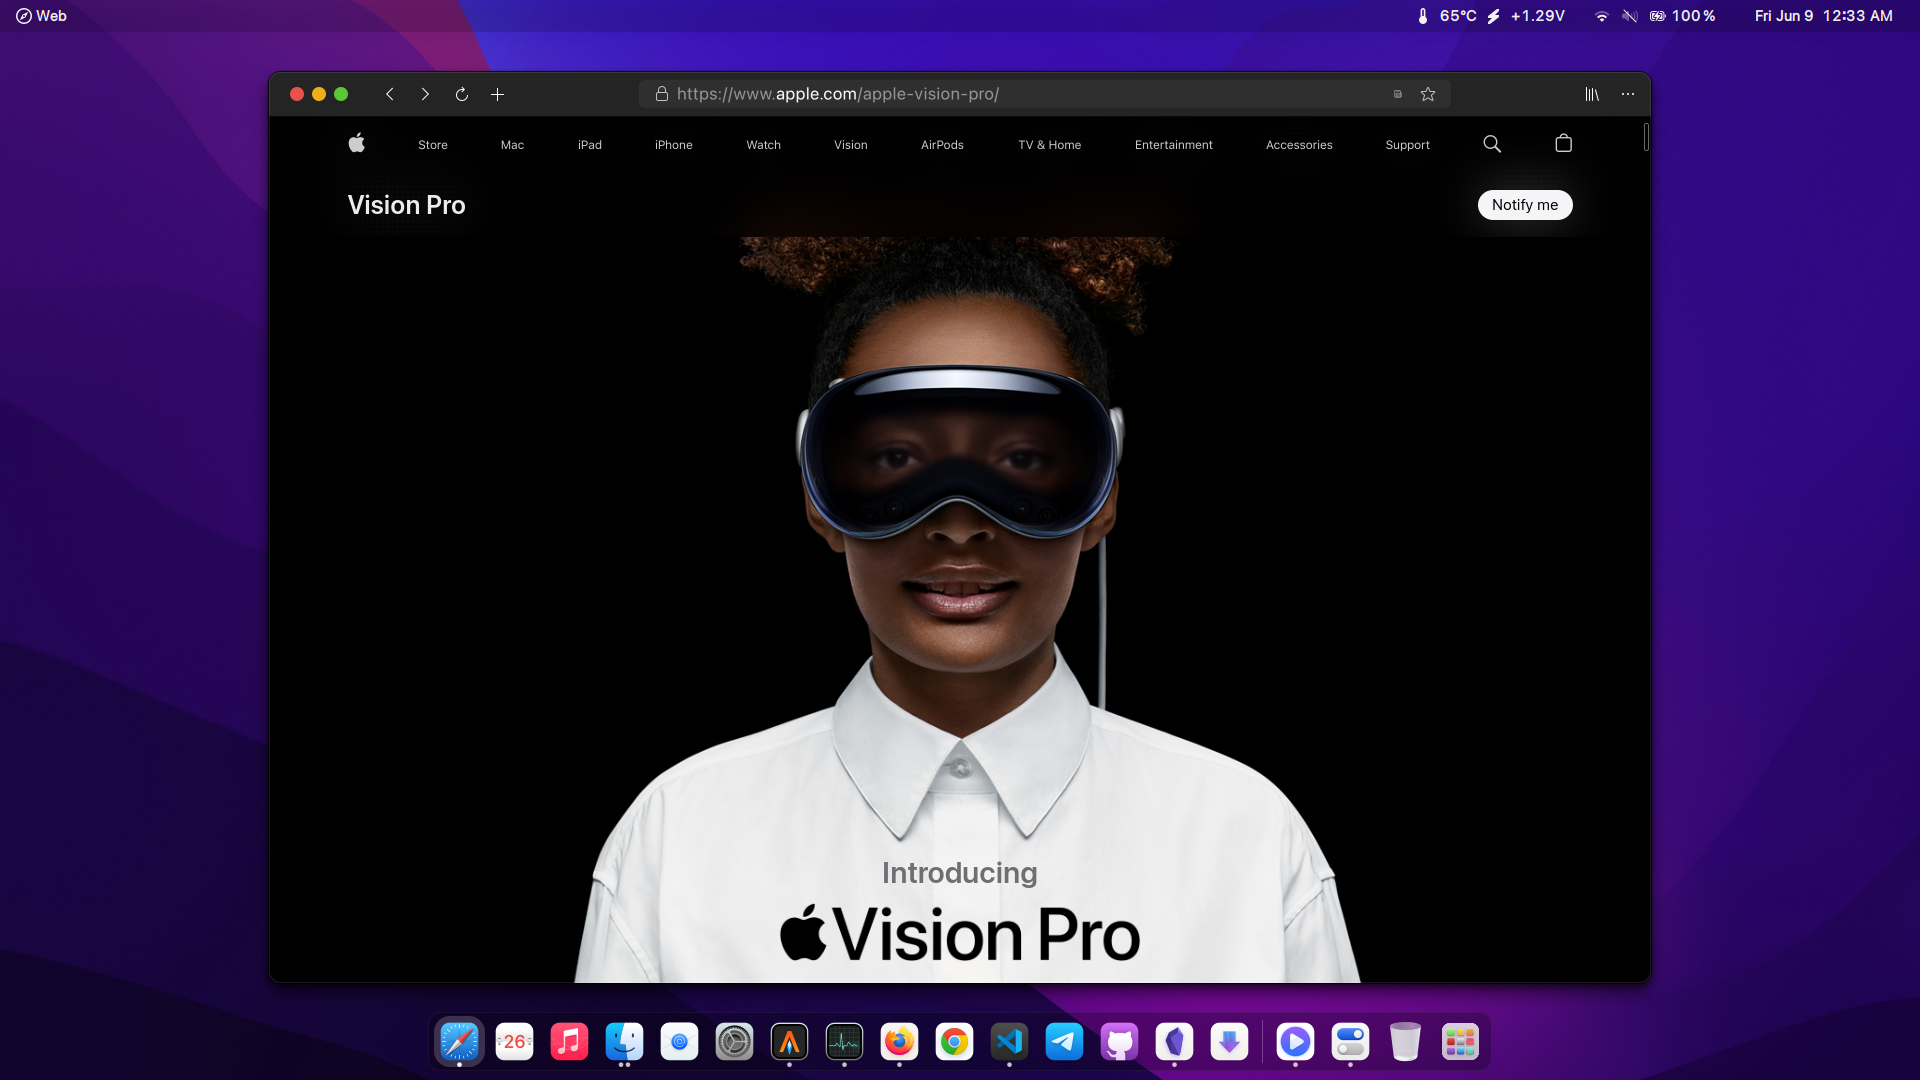 Web
65°C
+1.29V
100%
Fri Jun 9 12:33 AM
https://www.apple.com/apple-vision-pro/
Store Mac iPad iPhone Watch Vision AirPods TV & Home Entertainment Accessories Support
Vision Pro
Notify me
Introducing
Vision Pro
26